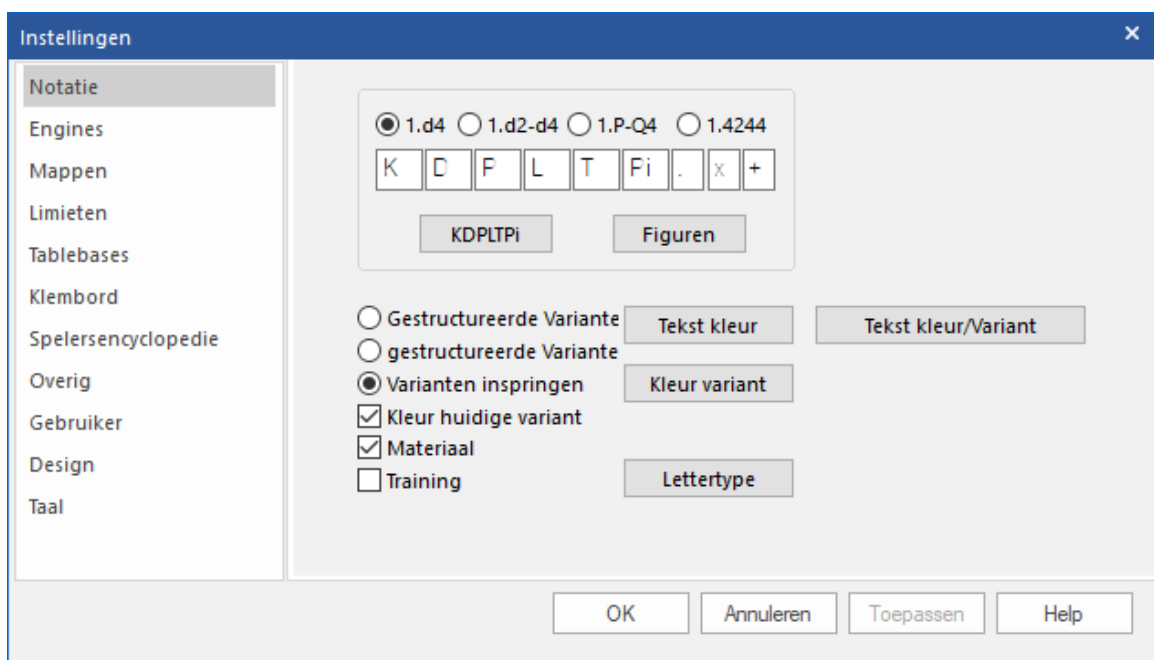 Instellingen
Notatie
Engines
Mappen
Limieten
Tablebases
Klembord
Spelersencyclopedie
Overig
Gebruiker
Design
Taal
1.d4 1.d2-d4 1.P-Q4 1.4244
K D P L T Pi . x +
KDPLTPi Figuren
Gestructureerde Variante Tekst kleur Tekst kleur/Variant
gestructureerde Variante
Varianten inspringen Kleur variant
Kleur huidige variant
Materiaal
Training Lettertype
OK Annuleren Toepassen Help